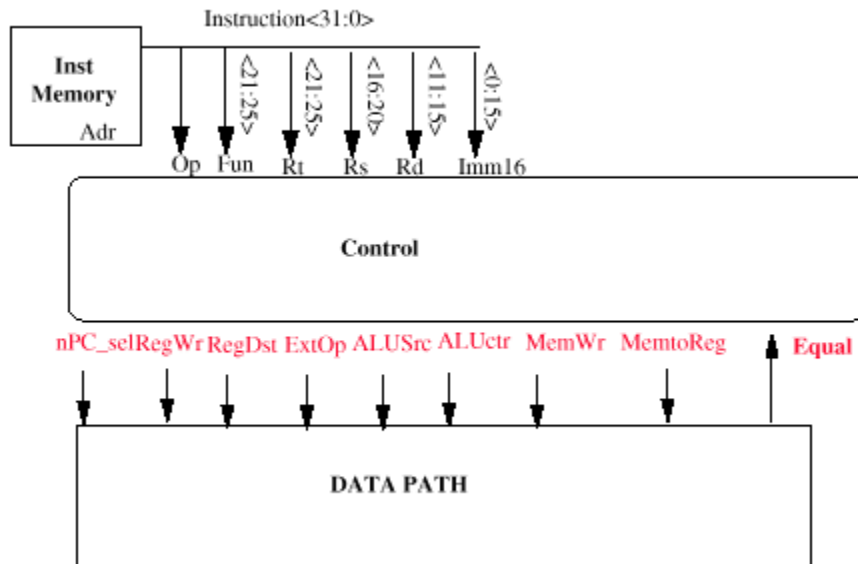 Instruction<31:0>
Inst
Memory
Adr
<21:25>
<21:25>
<16:20>
<11:15>
<0:15>
Op Fun Rt Rs Rd Imm16
Control
nPC_sel RegWr RegDst ExtOp ALUSrc ALUctr MemWr MemtoReg Equal
DATA PATH